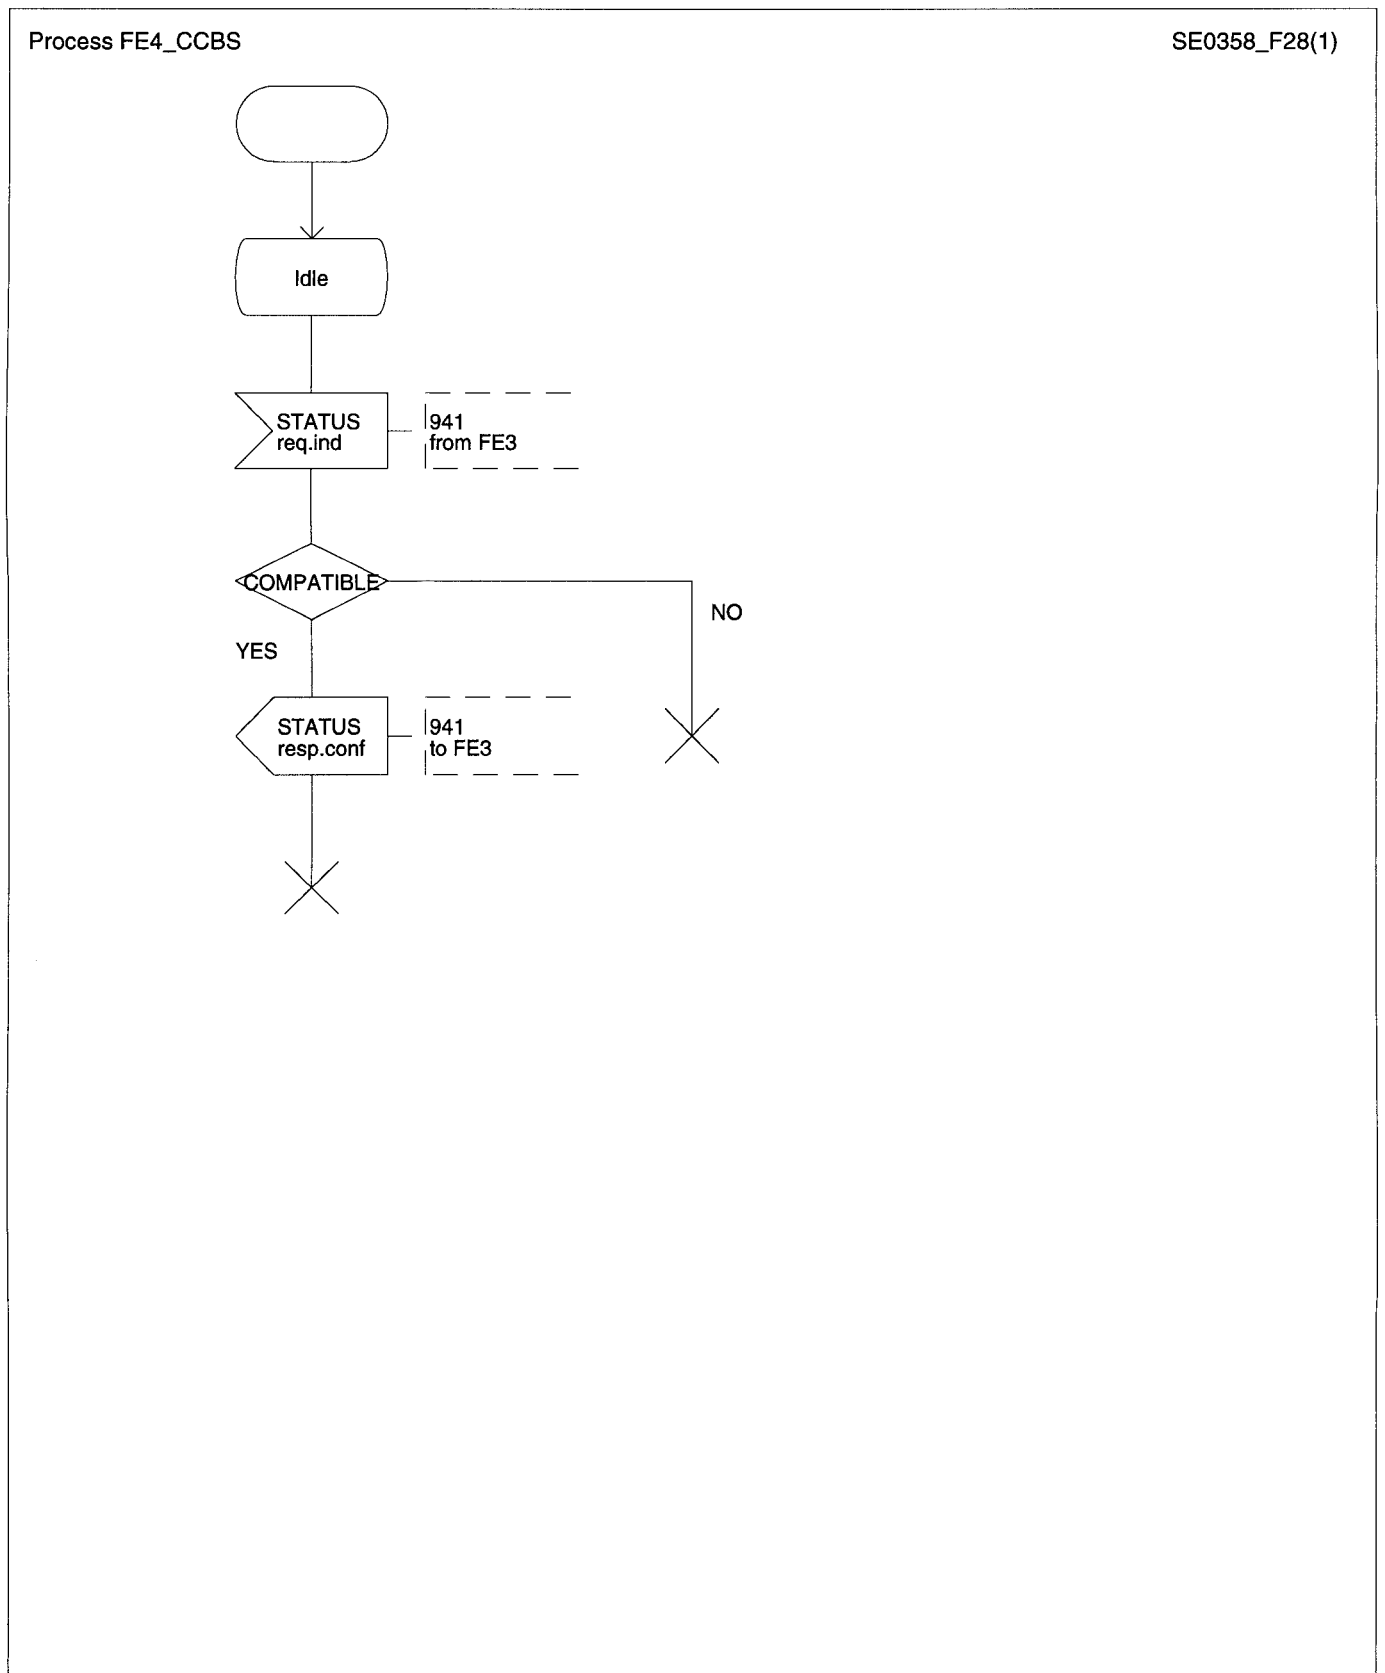 Process FE4_CCBS
SE0358_F28(1)
Idle
STATUS
req.ind
941
from FE3
COMPATIBLE
NO
YES
STATUS
resp.conf
941
to FE3